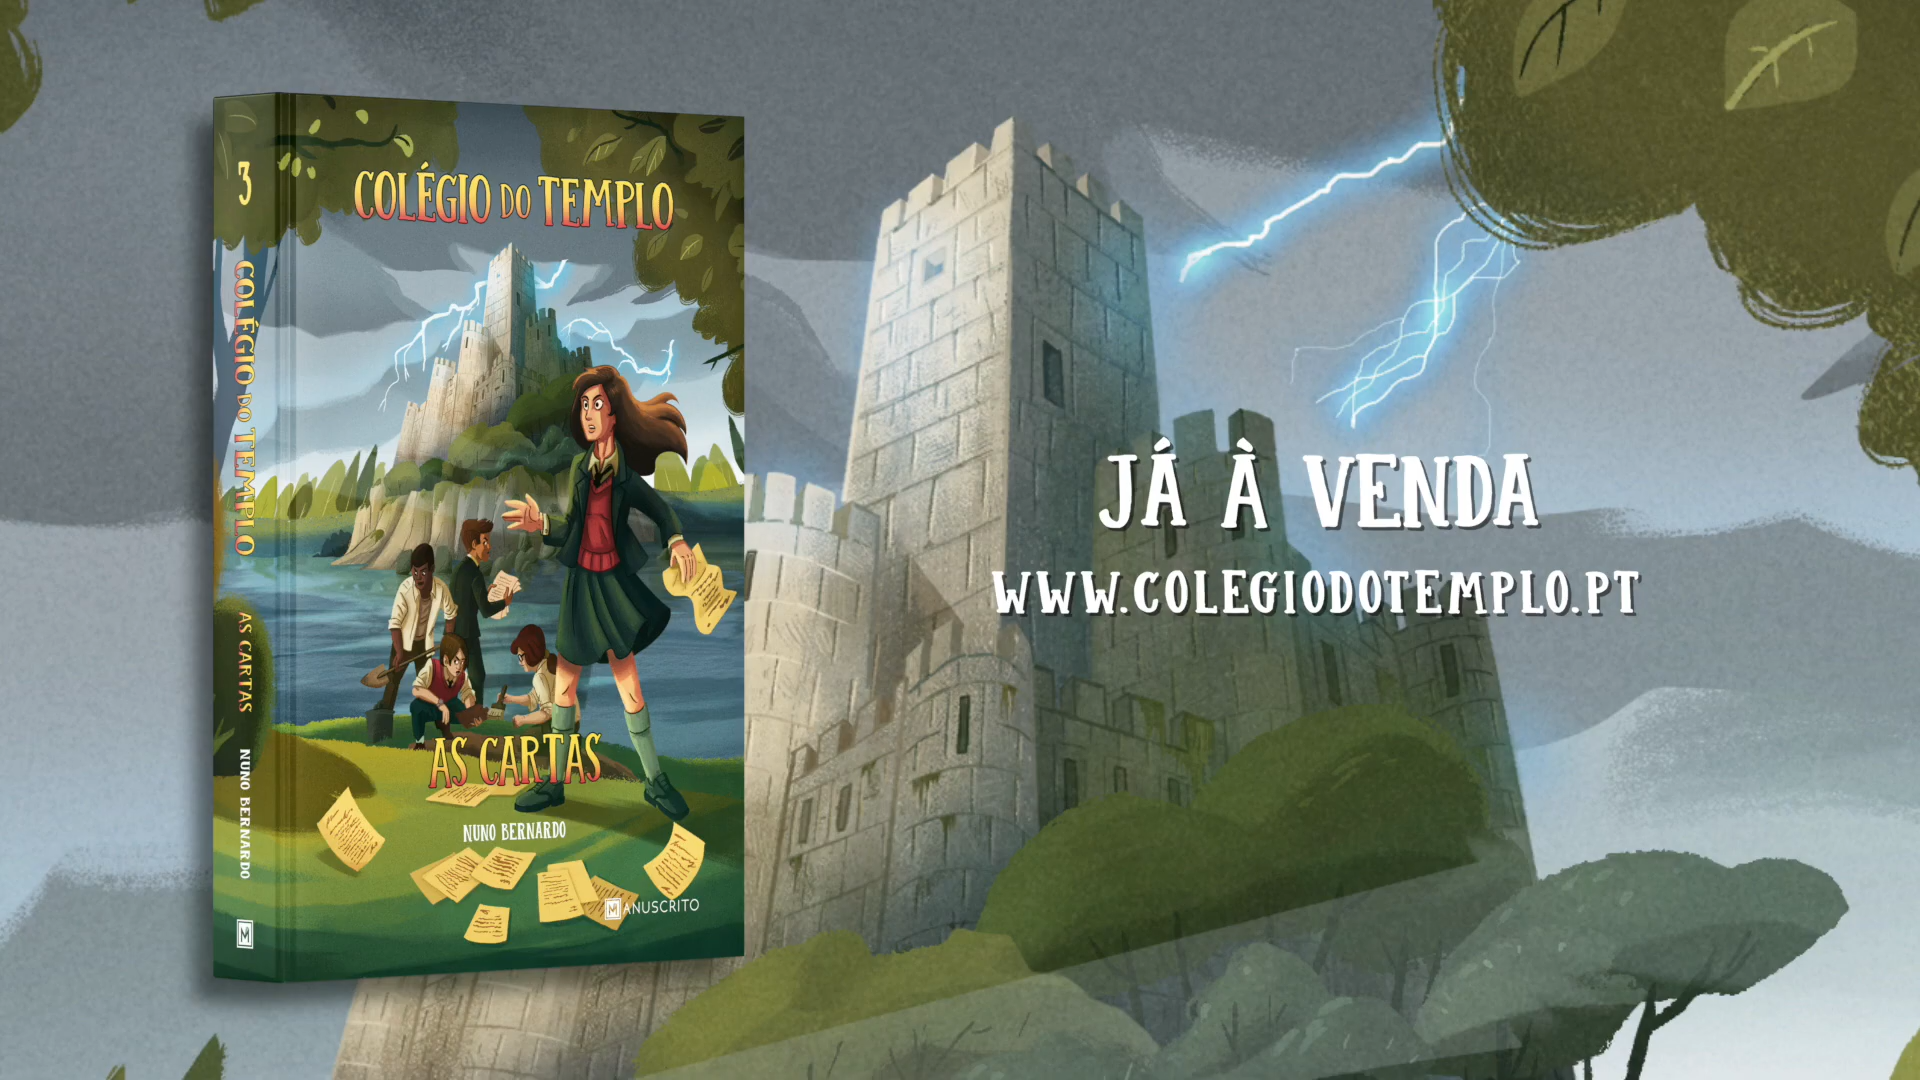 3
COLÉGIO DO TEMPLO
AS CARTAS
NUNO BERNARDO
M
COLÉGIO DO TEMPLO
AS CARTAS
NUNO BERNARDO
MANUSCRITO
JÁ À VENDA
WWW.COLEGIODOTEMPLO.PT